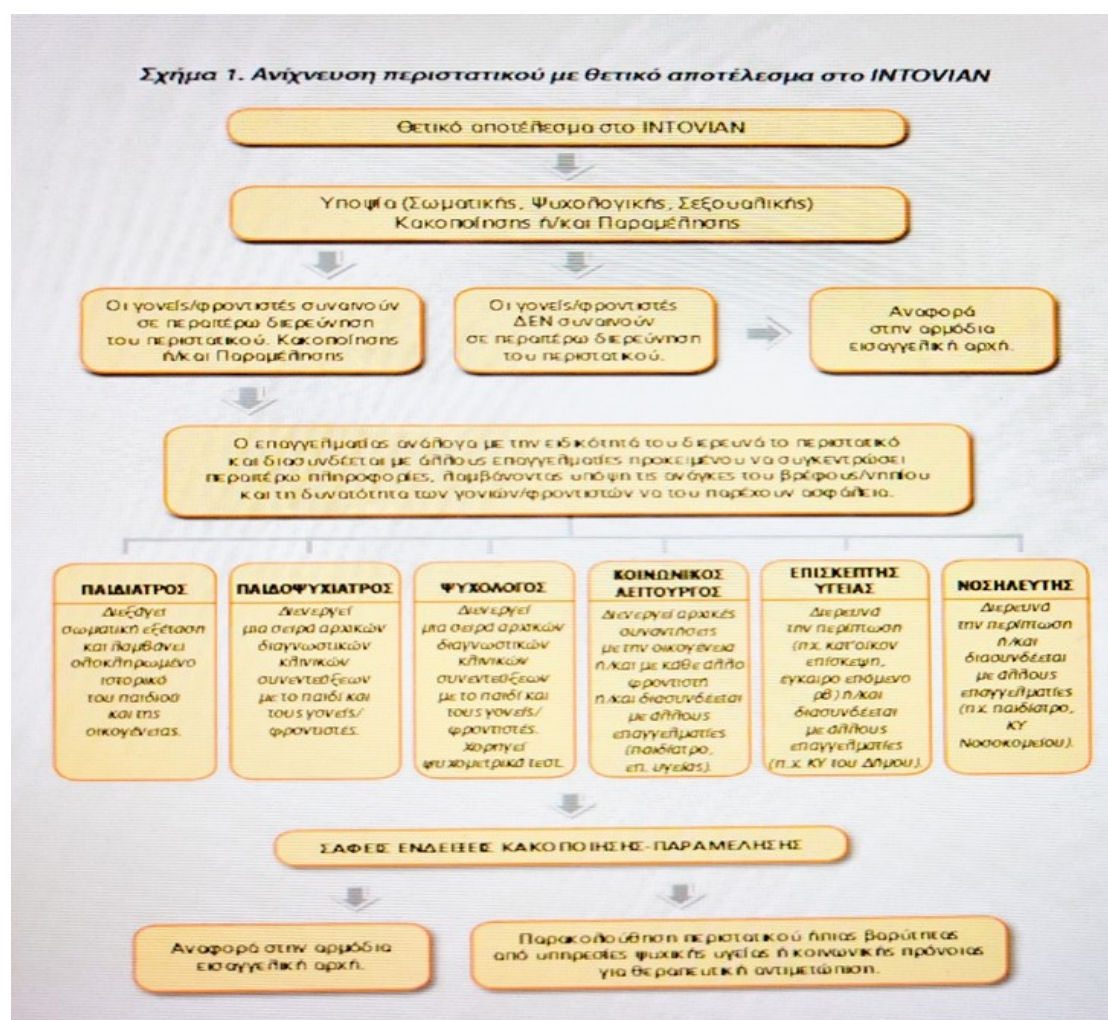 Σχήμα 1. Ανίχνευση περιστατικού με θετικό αποτέλεσμα στο INTOVIAN
Θετικό αποτέλεσμα στο INTOVIAN
Υποψία (Σωματικής, Ψυχολογικής, Σεξουαλικής)
Κακοποίησης ή/και Παραμέλησης
Οι γονείς/φροντιστές συναινούν
σε περαιτέρω διερεύνηση
του περιστατικού. Κακοποίησης
ή/και Παραμέλησης
Οι γονείς/φροντιστές
ΔΕΝ συναινούν
σε περαιτέρω διερεύνηση
του περιστατικού.
Αναφορά
στην αρμόδια
εισαγγελική αρχή.
Ο επαγγελματίας ανάλογα με την ειδικότητά του διερευνά το περιστατικό
και διασυνδέεται με άλλους επαγγελματίες προκειμένου να συγκεντρώσει
περαιτέρω πληροφορίες, λαμβάνοντας υπόψη τις ανάγκες του βρέφους/νηπίου
και τη δυνατότητα των γονιών/φροντιστών να του παρέχουν ασφάλεια.
ΠΑΙΔΙΑΤΡΟΣ
Διεξάγει
σωματική εξέταση
και λαμβάνει
ολοκληρωμένο
ιστορικό
του παιδιού
και της
οικογένειας.
ΠΑΙΔΟΨΥΧΙΑΤΡΟΣ
Διενεργεί
μια σειρά αρχικών
διαγνωστικών
κλινικών
συνεντεύξεων
με το παιδί και
τους γονείς/
φροντιστές.
ΨΥΧΟΛΟΓΟΣ
Διενεργεί
μια σειρά αρχικών
διαγνωστικών
κλινικών
συνεντεύξεων
με το παιδί και
τους γονείς/
φροντιστές.
Χορηγεί
ψυχομετρικά τεστ.
ΚΟΙΝΩΝΙΚΟΣ
ΛΕΙΤΟΥΡΓΟΣ
Διενεργεί αρχικές
συναντήσεις
με την οικογένεια
ή/και με κάθε άλλο
φροντιστή
ή/και διασυνδέεται
με άλλους
επαγγελματίες
(παιδίατρο,
επ. υγείας).
ΕΠΙΣΚΕΠΤΗΣ
ΥΓΕΙΑΣ
Διερευνά
την περίπτωση
(π.χ. κατ'οίκον
επίσκεψη,
έγκαιρο επόμενο
ρβ) ή/και
διασυνδέεται
με άλλους
επαγγελματίες
(π.χ. ΚΥ του Δήμου).
ΝΟΣΗΛΕΥΤΗΣ
Διερευνά
την περίπτωση
ή/και
διασυνδέεται
με άλλους
επαγγελματίες
(π.χ. παιδίατρο,
ΚΥ
Νοσοκομείου).
ΣΑΦΕΙΣ ΕΝΔΕΙΞΕΙΣ ΚΑΚΟΠΟΙΗΣΗΣ-ΠΑΡΑΜΕΛΗΣΗΣ
Αναφορά στην αρμόδια
εισαγγελική αρχή.
Παρακολούθηση περιστατικού ήπιας βαρύτητας
από υπηρεσίες ψυχικής υγείας ή κοινωνικής πρόνοιας
για θεραπευτική αντιμετώπιση.